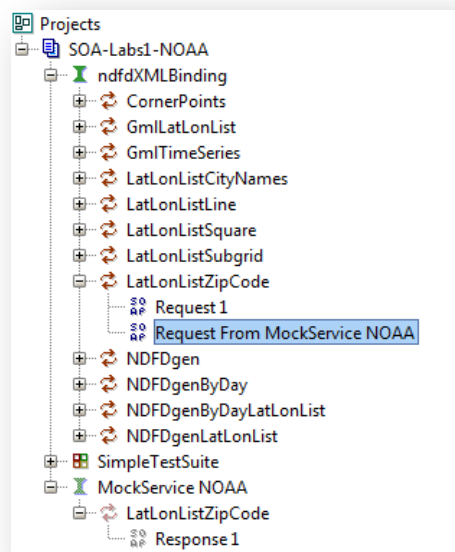 Projects
SOA-Labs1-NOAA
ndfdXMLBinding
CornerPoints
GmlLatLonList
GmlTimeSeries
LatLonListCityNames
LatLonListLine
LatLonListSquare
LatLonListSubgrid
LatLonListZipCode
Request 1
Request From MockService NOAA
NDFDgen
NDFDgenByDay
NDFDgenByDayLatLonList
NDFDgenLatLonList
SimpleTestSuite
MockService NOAA
LatLonListZipCode
Response 1